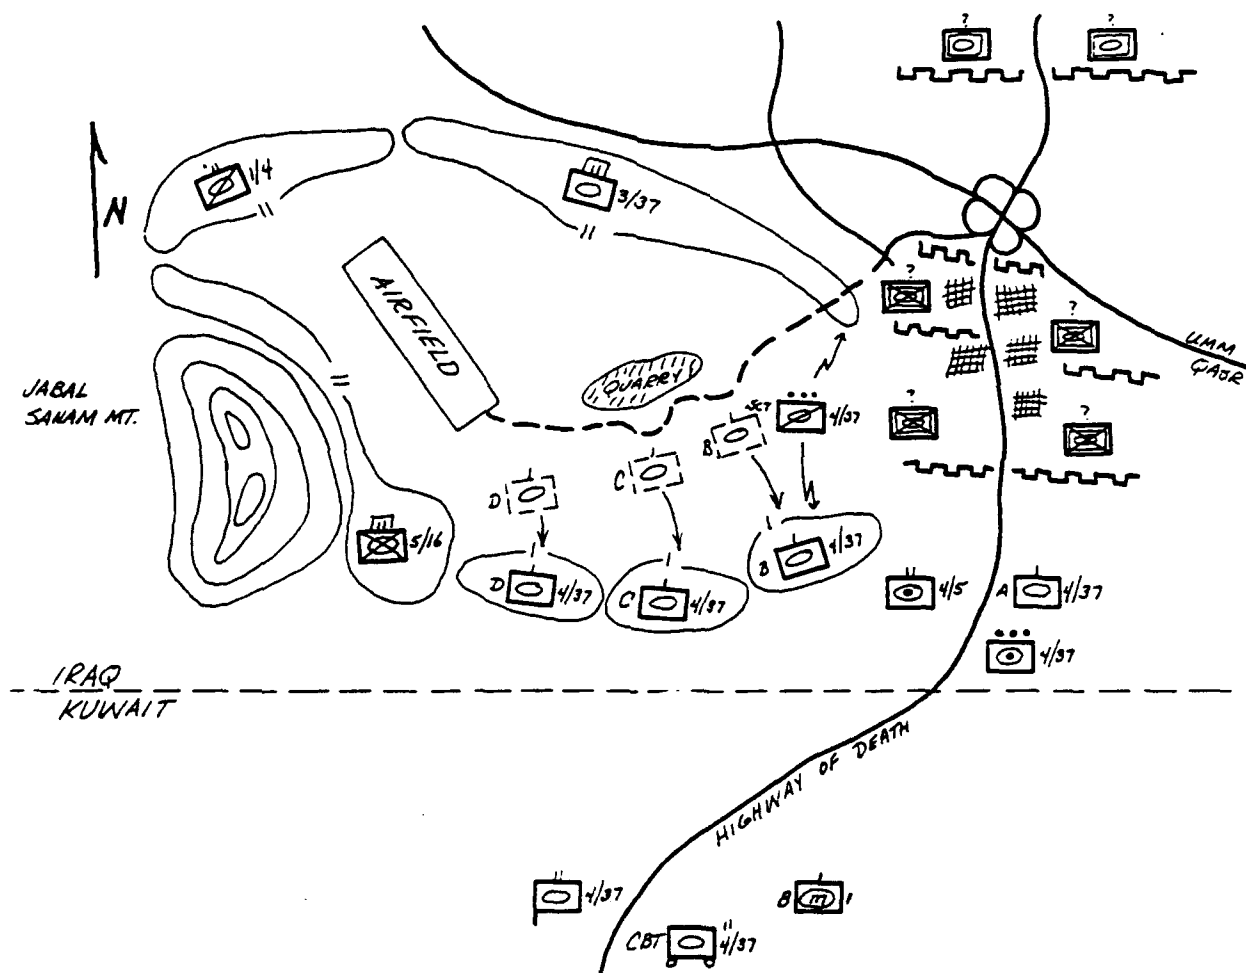 ?
?
1/4
3/37
N
AIRFIELD
?
?
UMM
QASR
QUARRY
JABAL
SANAM MT.
SCT
4/37
B
?
?
C
D
5/16
B
4/37
D
4/37
C
4/37
4/5
A
4/37
4/37
IRAQ
KUWAIT
HIGHWAY OF DEATH
4/37
B
M
1
CBT
4/37